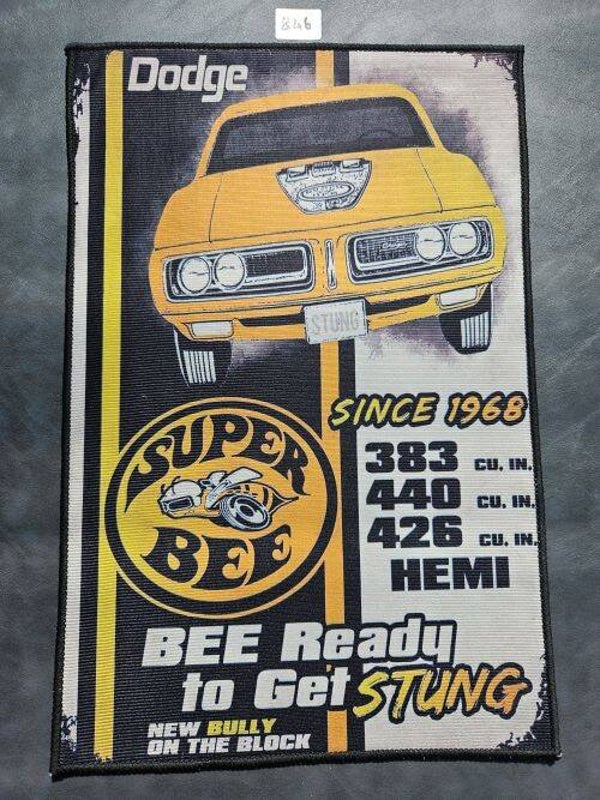 846
Dodge
STUNG
SINCE 1968
SUPER
BEE
383 CU. IN.
440 CU. IN.
426 CU. IN.
HEMI
BEE Ready
to Get STUNG
NEW BULLY
ON THE BLOCK